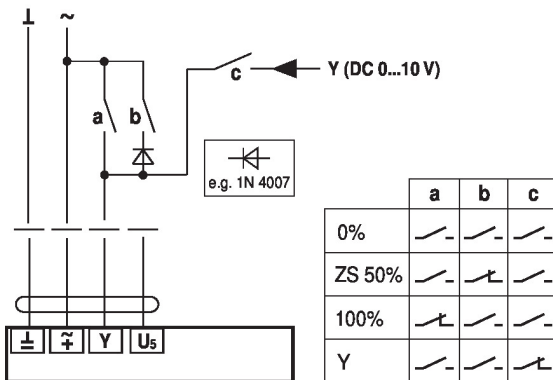 ⊥ ~
a b c Y (DC 0...10 V)
e.g. 1N 4007
a b c
0%
ZS 50%
100%
Y
Y U5